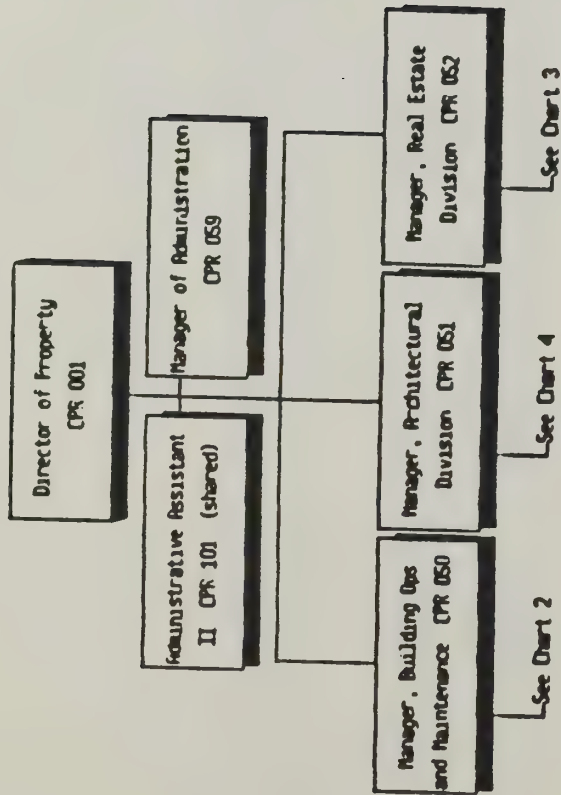 Director of Property
CPR 001
Administrative Assistant
II CPR 101 (shared)
Manager of Administration
CPR 059
Manager, Building Ops
and Maintenance CPR 050
Manager, Architectural
Division CPR 051
Manager, Real Estate
Division CPR 052
See Chart 2
See Chart 4
See Chart 3